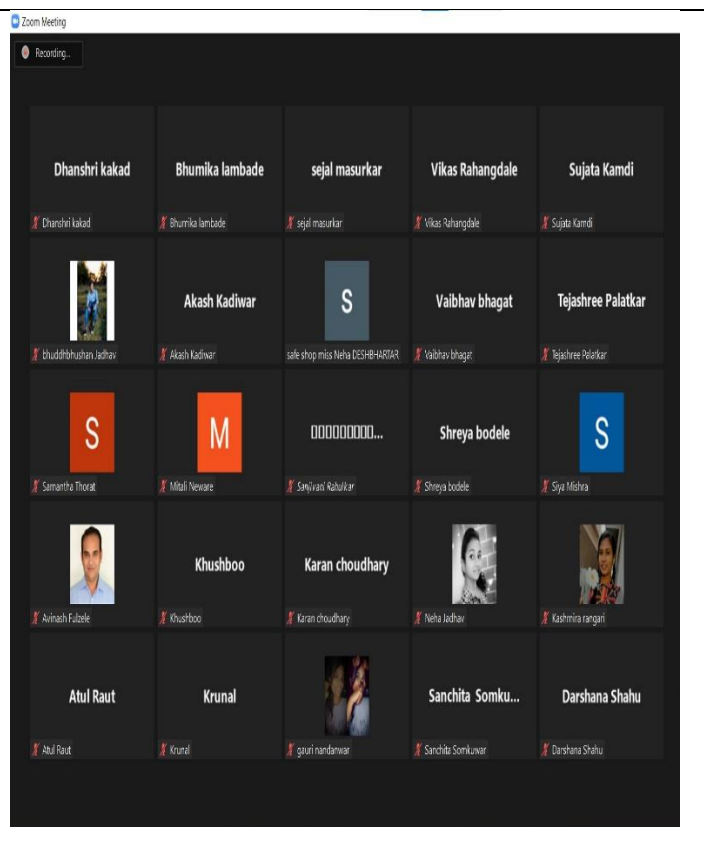 Zoom Meeting
Recording...
Dhanshri kakad
Dhanshri kakad
Bhumika lambade
Bhumika lambade
sejal masurkar
sejal masurkar
Vikas Rahangdale
Vikas Rahangdale
Sujata Kamdi
Sujata Kamdi
bhuddhbhushan Jadhav
Akash Kadiwar
Akash Kadiwar
S
safe shop miss Neha DESHBHARTAR
Vaibhav bhagat
Vaibhav bhagat
Tejashree Palatkar
Tejashree Palatkar
S
Samantha Thorat
M
Mitali Neware
▯▯▯▯▯▯▯▯▯...
Sanjivani Rahulkar
Shreya bodele
Shreya bodele
S
Siya Mishra
Avinash Fulzele
Khushboo
Khushboo
Karan choudhary
Karan choudhary
Neha Jadhav
Kashmira rangari
Atul Raut
Atul Raut
Krunal
Krunal
gauri nandanwar
Sanchita Somku...
Sanchita Somkuwar
Darshana Shahu
Darshana Shahu